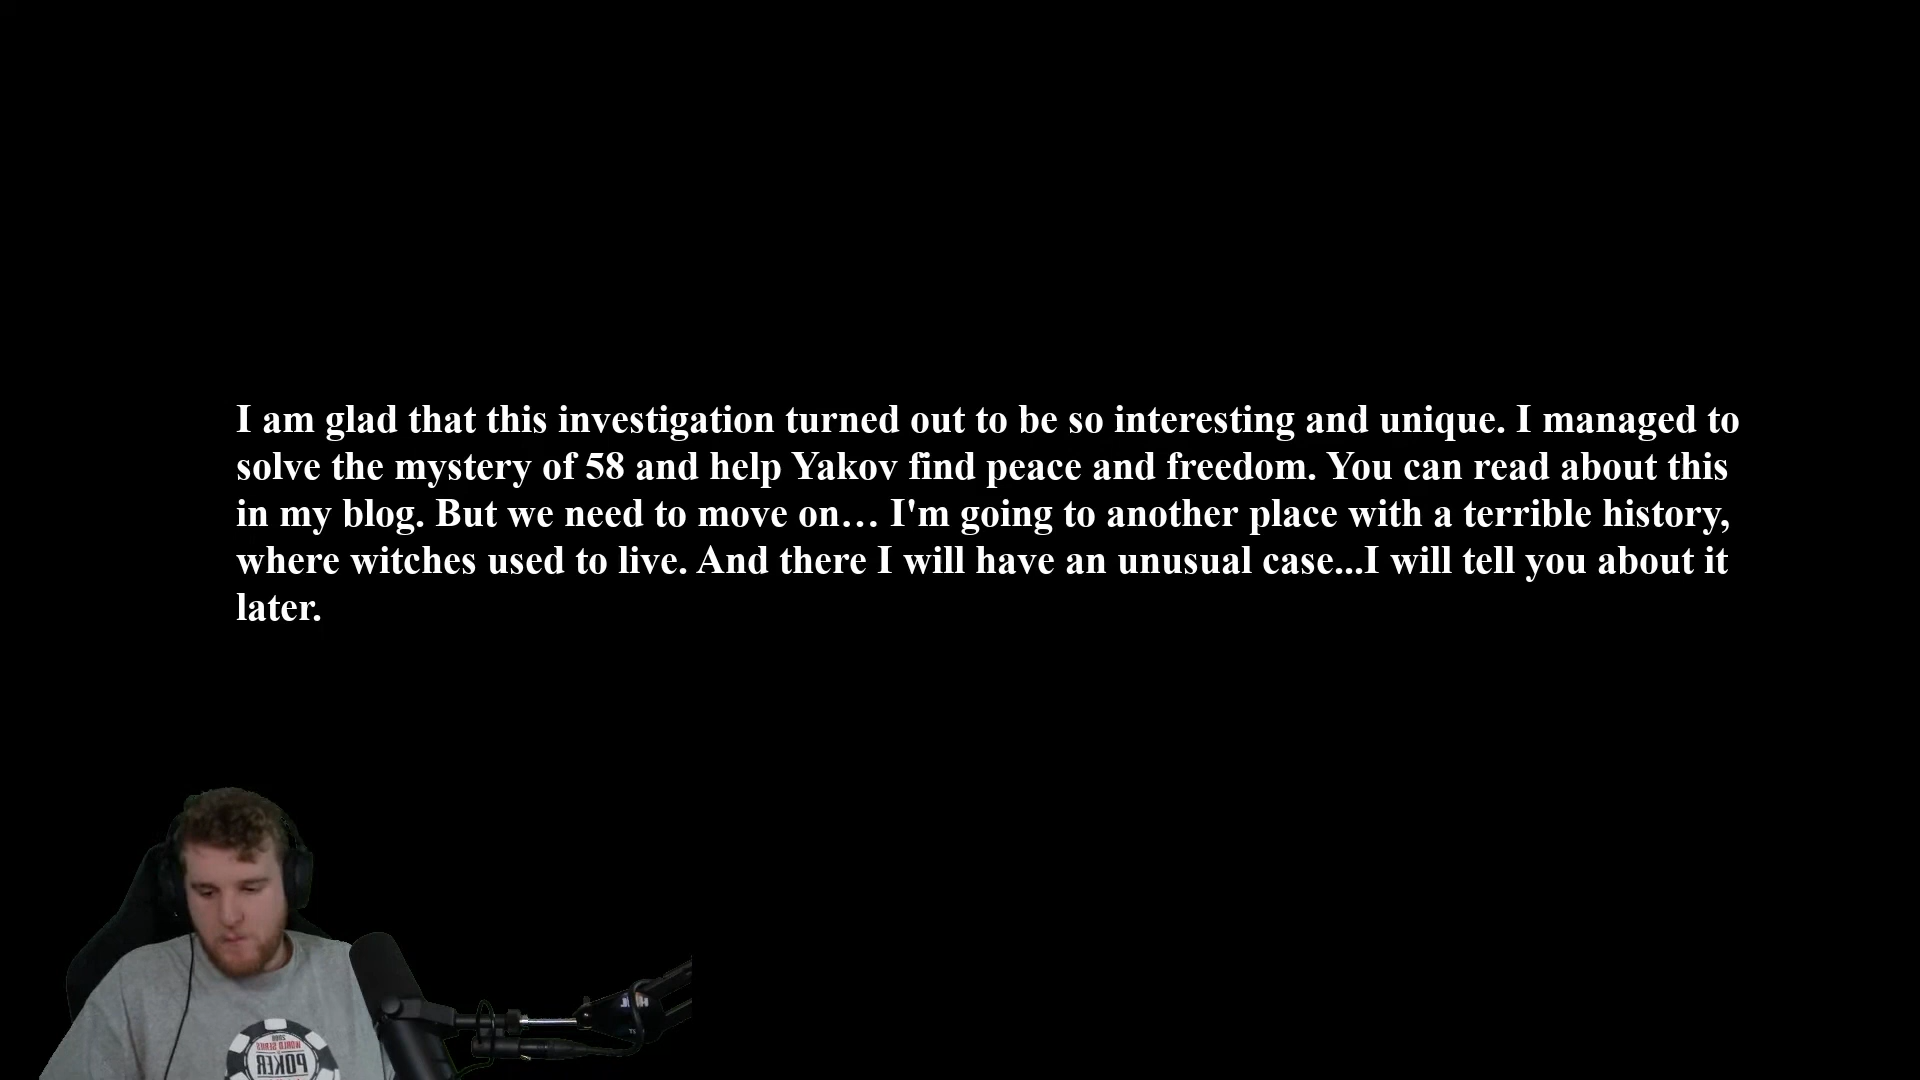 I am glad that this investigation turned out to be so interesting and unique. I managed to
solve the mystery of 58 and help Yakov find peace and freedom. You can read about this
in my blog. But we need to move on… I'm going to another place with a terrible history,
where witches used to live. And there I will have an unusual case...I will tell you about it
later.
WORLD SERIES
POKER